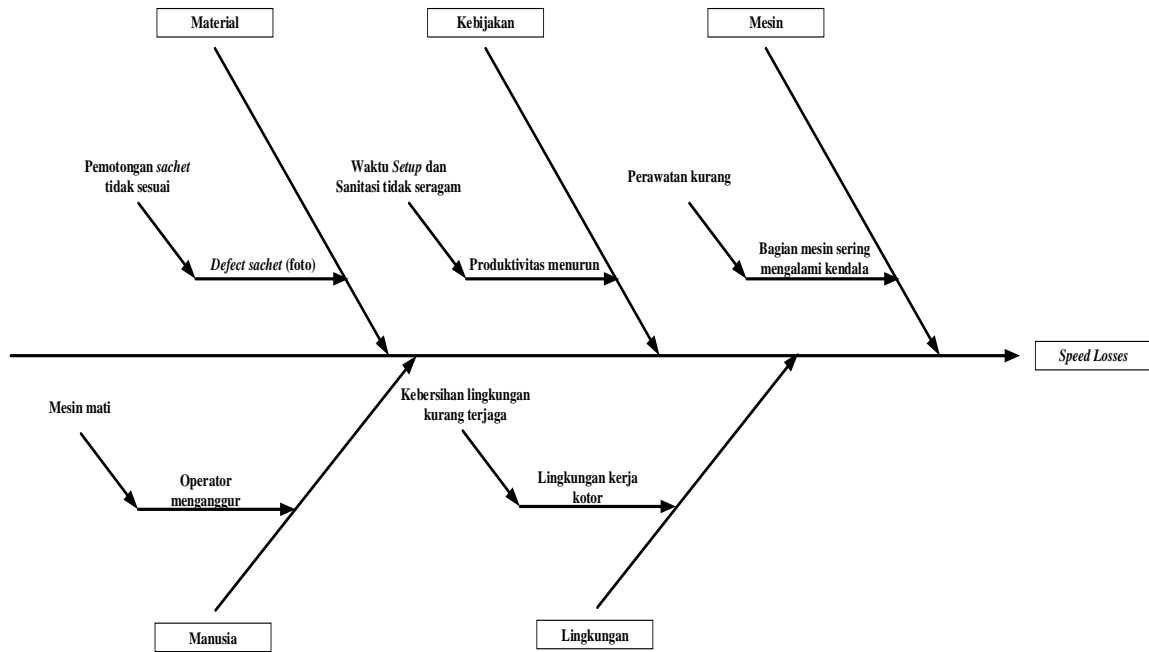 Material
Kebijakan
Mesin
Pemotongan sachet
tidak sesuai
Waktu Setup dan
Sanitasi tidak seragam
Perawatan kurang
Defect sachet (foto)
Produktivitas menurun
Bagian mesin sering
mengalami kendala
Speed Losses
Mesin mati
Kebersihan lingkungan
kurang terjaga
Operator
menganggur
Lingkungan kerja
kotor
Manusia
Lingkungan